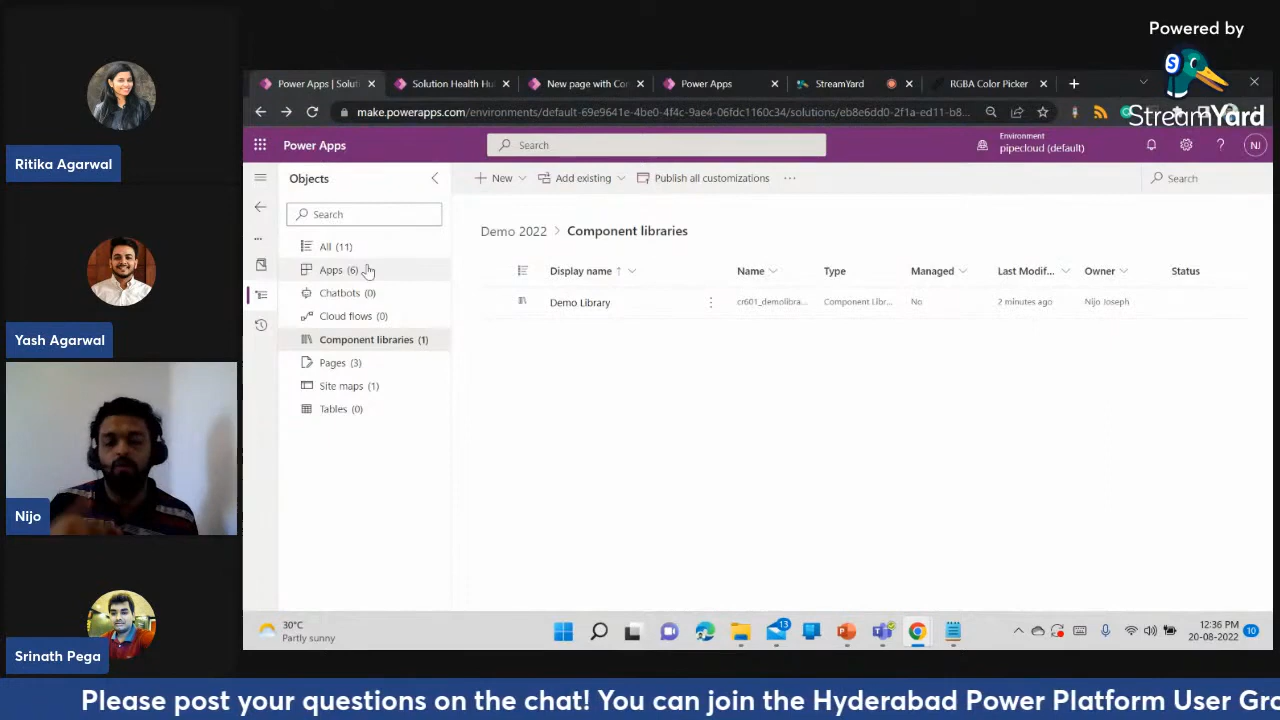 Powered by
StreamYard
Ritika Agarwal
Yash Agarwal
Nijo
Srinath Pega
Power Apps | Solut
Solution Health Hu
New page with Cor
Power Apps
StreamYard
RGBA Color Picker
make.powerapps.com/environments/default-69e9641e-4be0-4f4c-9ae4-06fdc1160c34/solutions/eb8e6dd0-2f1a-ed11-b8...
Power Apps
Search
Environment
pipecloud (default)
NJ
Objects
New
Add existing
Publish all customizations
Search
Search
All (11)
Apps (6)
Chatbots (0)
Cloud flows (0)
Component libraries (1)
Pages (3)
Site maps (1)
Tables (0)
Demo 2022 > Component libraries
Display name ↑
Name
Type
Managed
Last Modif...
Owner
Status
Demo Library
cr601_demolibra...
Component Libr...
No
2 minutes ago
Nijo Joseph
30°C
Partly sunny
13
12:36 PM
20-08-2022
10
Please post your questions on the chat! You can join the Hyderabad Power Platform User Gro